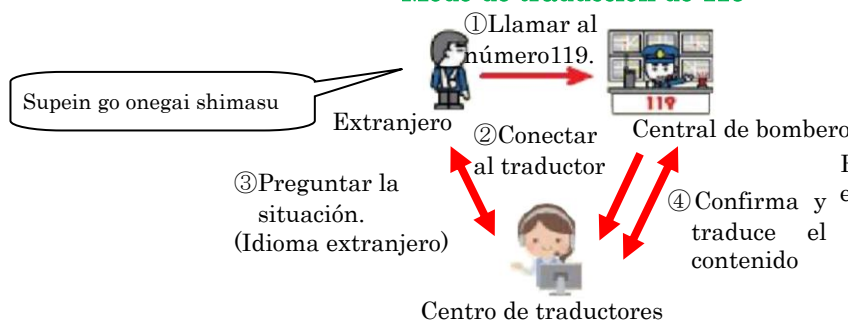 ①Llamar al
número119.
Supein go onegai shimasu
119
Extranjero
②Conectar
al traductor
Central de bombero
③Preguntar la
situación.
(Idioma extranjero)
④Confirma y
traduce el
contenido
Centro de traductores